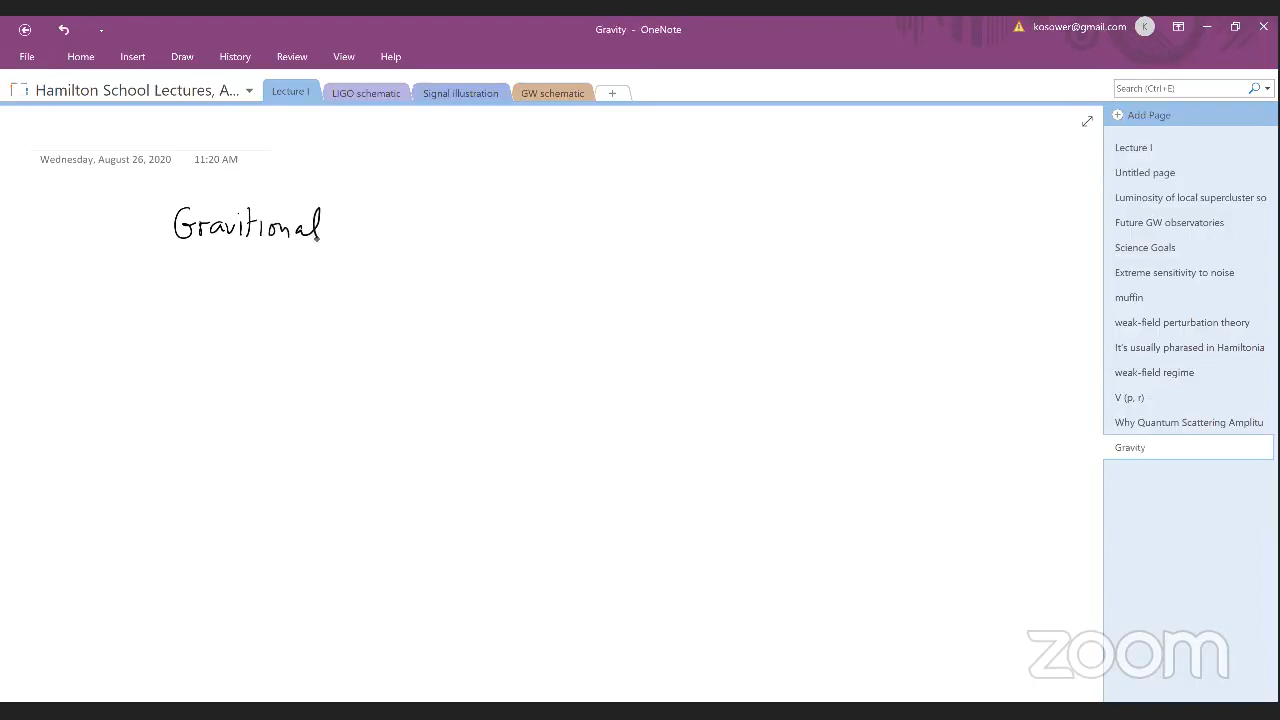 Gravity - OneNote
kosower@gmail.com
K
File
Home
Insert
Draw
History
Review
View
Help
Hamilton School Lectures, A...
Lecture I
LIGO schematic
Signal illustration
GW schematic
+
Search (Ctrl+E)
Add Page
Wednesday, August 26, 2020 11:20 AM
Gravitional
Lecture I
Untitled page
Luminosity of local supercluster so
Future GW observatories
Science Goals
Extreme sensitivity to noise
muffin
weak-field perturbation theory
It's usually pharased in Hamiltonia
weak-field regime
V (p, r)
Why Quantum Scattering Amplitu
Gravity
zoom